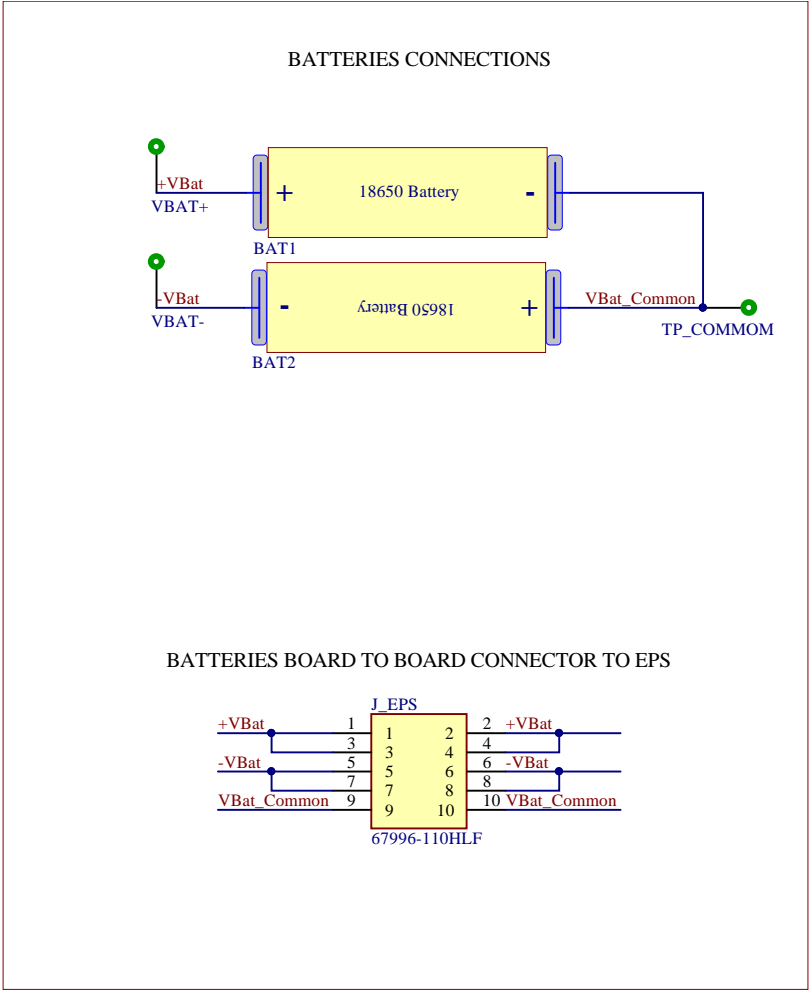 BATTERIES CONNECTIONS
+VBat
VBAT+
+ 18650 Battery -
BAT1
-VBat
VBAT-
- 18650 Battery +
VBat_Common
TP_COMMOM
BAT2
BATTERIES BOARD TO BOARD CONNECTOR TO EPS
J_EPS
+VBat 1 1 2 2 +VBat
3 3 4 4
-VBat 5 5 6 6 -VBat
7 7 8 8
VBat_Common 9 9 10 10 VBat_Common
67996-110HLF